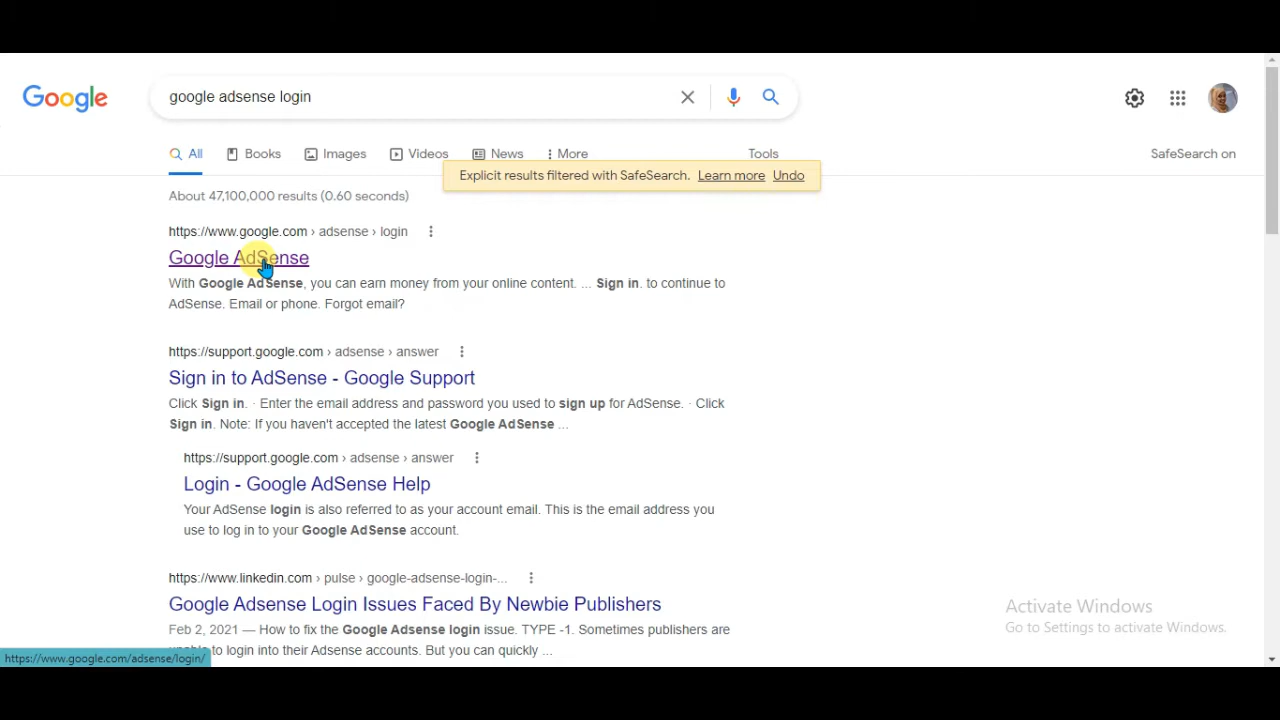 Google
google adsense login
All
Books
Images
Videos
News
More
Tools
SafeSearch on
Explicit results filtered with SafeSearch. Learn more Undo
About 47,100,000 results (0.60 seconds)
https://www.google.com › adsense › login
Google AdSense
With Google AdSense, you can earn money from your online content. ... Sign in. to continue to
AdSense. Email or phone. Forgot email?
https://support.google.com › adsense › answer
Sign in to AdSense - Google Support
Click Sign in. · Enter the email address and password you used to sign up for AdSense. · Click
Sign in. Note: If you haven't accepted the latest Google AdSense ...
https://support.google.com › adsense › answer
Login - Google AdSense Help
Your AdSense login is also referred to as your account email. This is the email address you
use to log in to your Google AdSense account.
https://www.linkedin.com › pulse › google-adsense-login-...
Google Adsense Login Issues Faced By Newbie Publishers
Feb 2, 2021 — How to fix the Google Adsense login issue. TYPE -1. Sometimes publishers are
to login into their Adsense accounts. But you can quickly ...
Activate Windows
Go to Settings to activate Windows.
https://www.google.com/adsense/login/